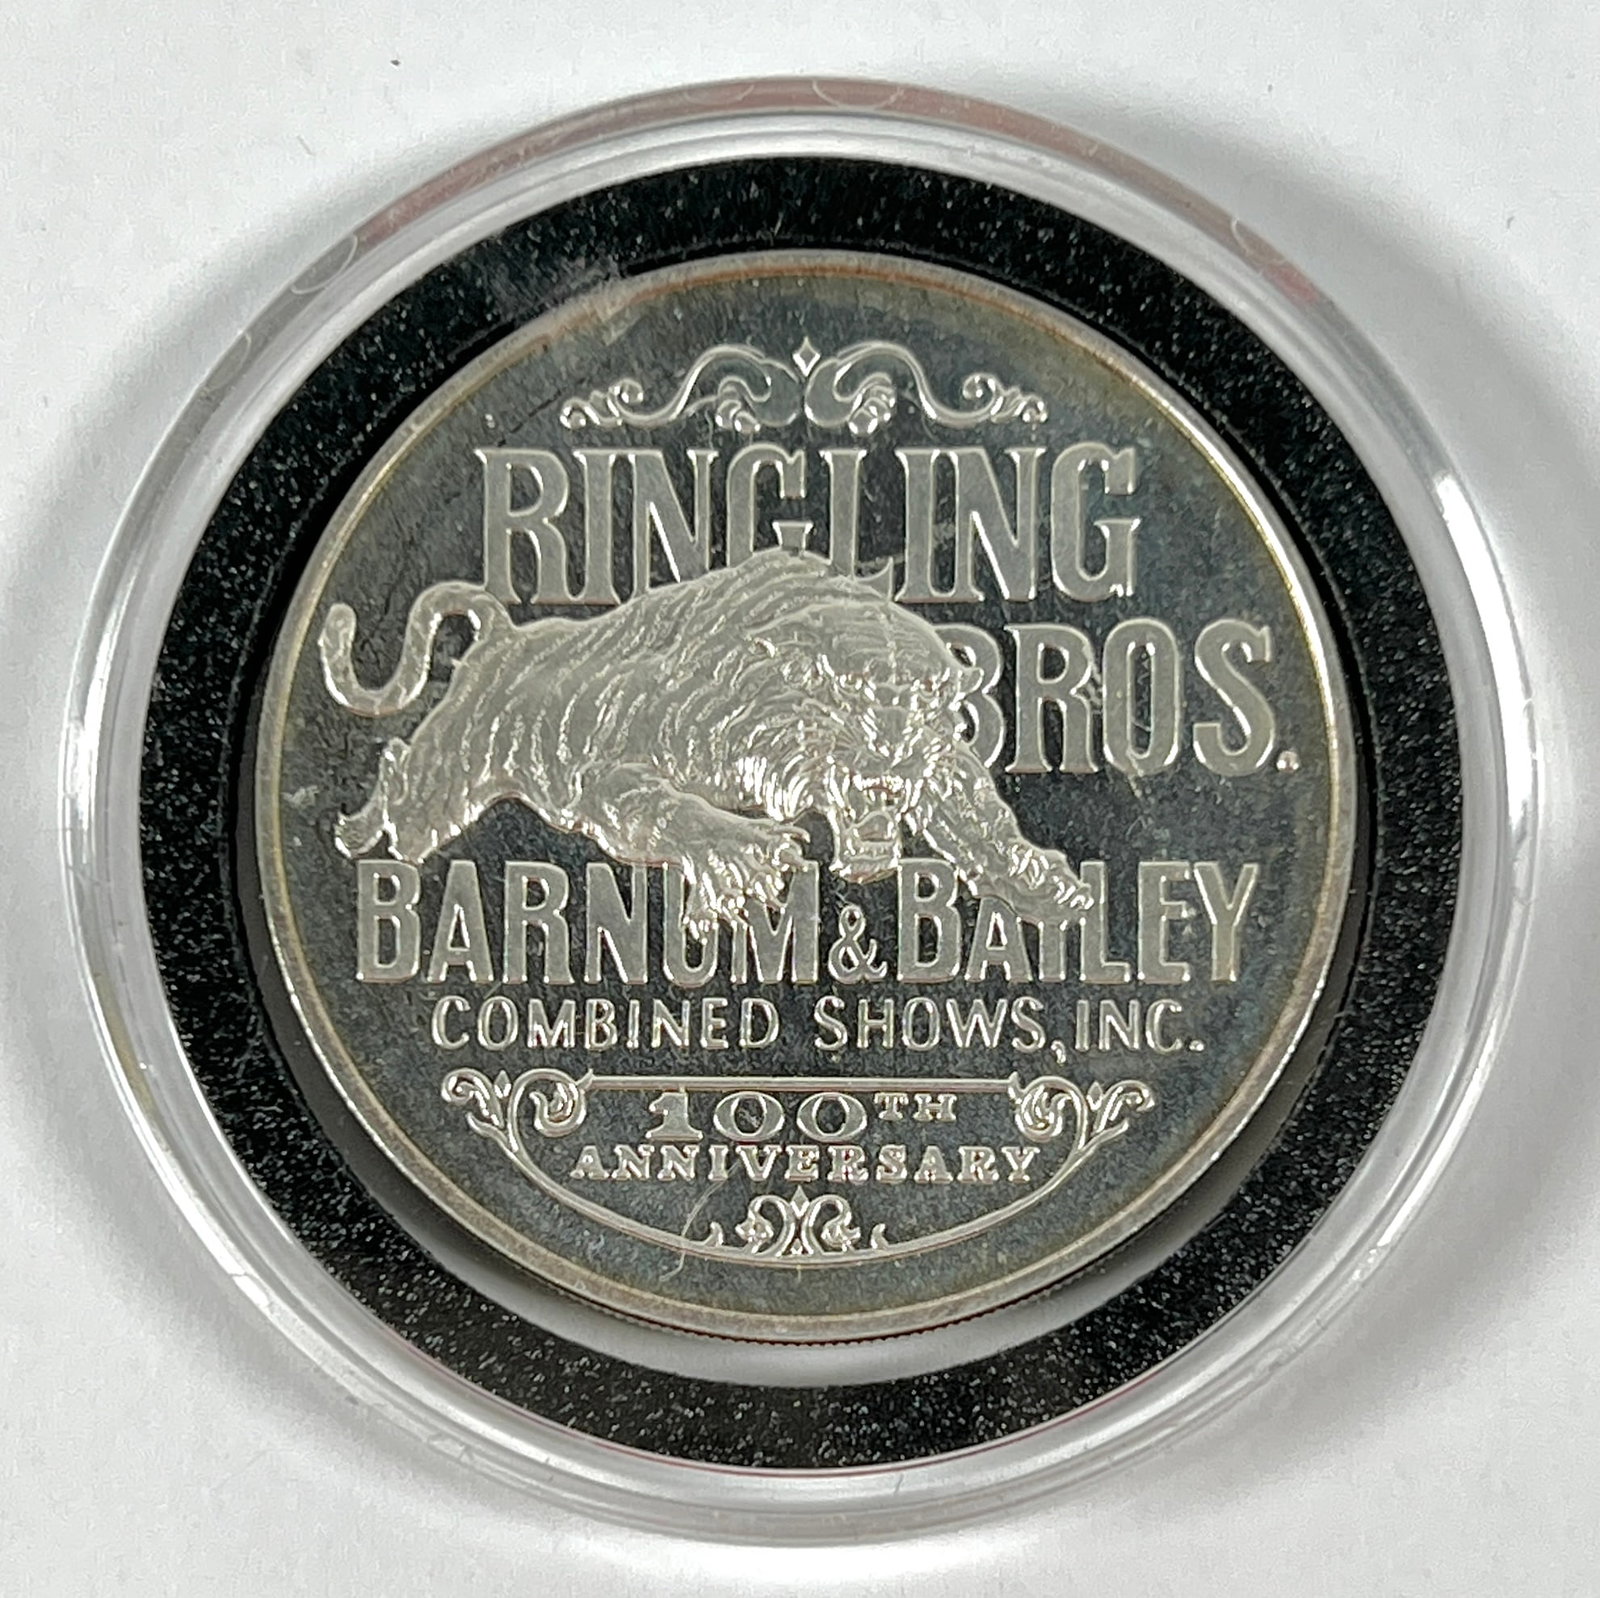 RINGLING
BROS.
BARNUM & BAILEY
COMBINED SHOWS, INC.
100TH
ANNIVERSARY